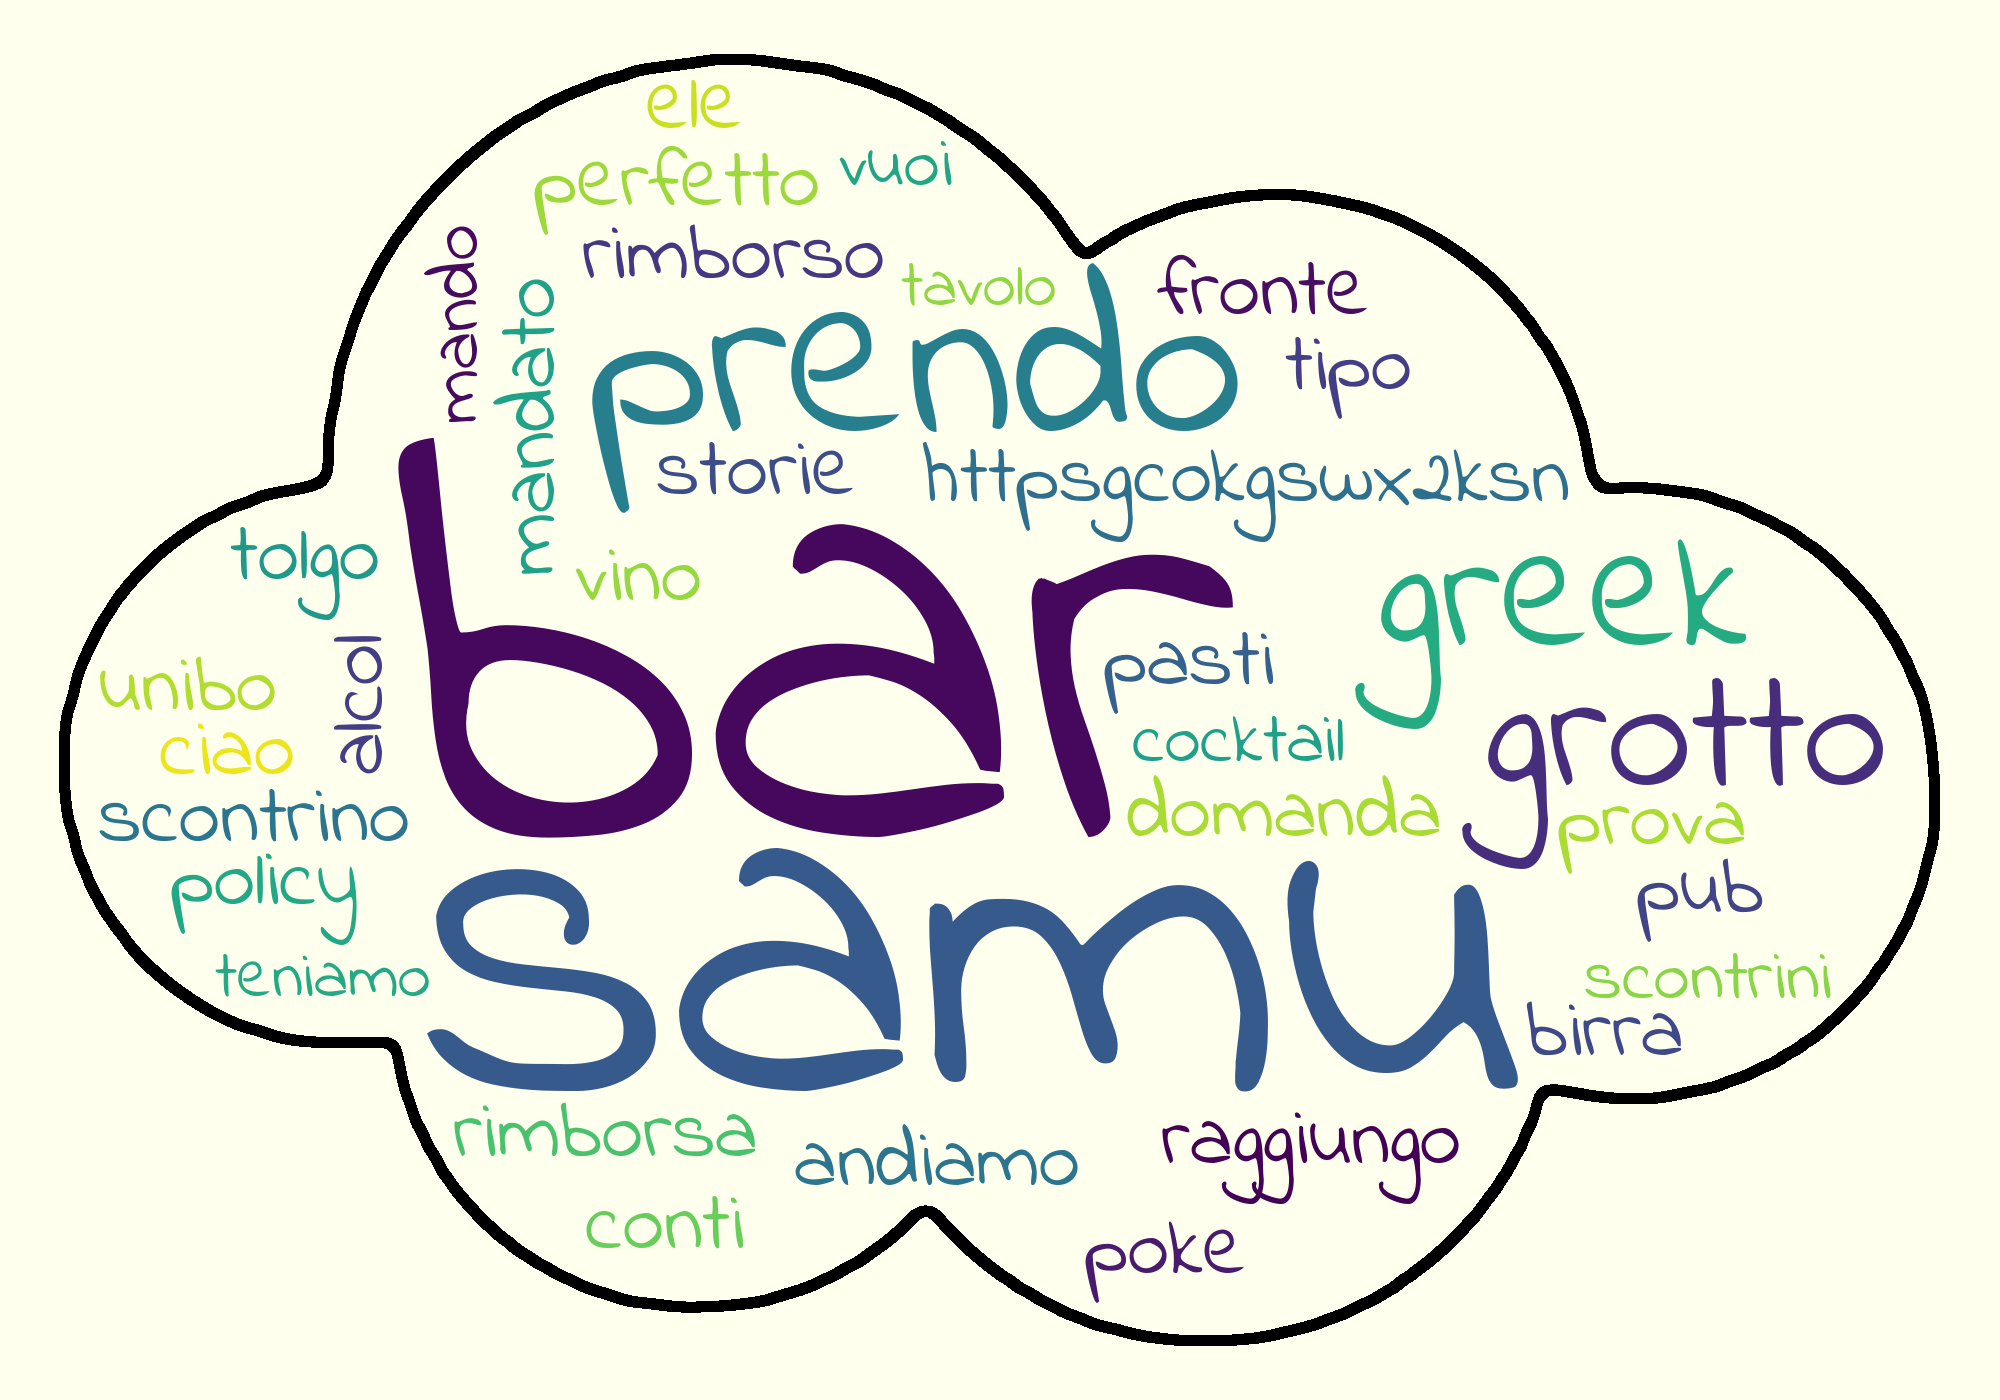 ele
perfetto
vuoi
mando
rimborso
tavolo
fronte
mandato
prendo
tipo
storie
httpsgcokgswx2ksn
tolgo
vino
bar
greek
alcol
pasti
unibo
grotto
ciao
cocktail
scontrino
domanda
prova
policy
samu
pub
teniamo
scontrini
birra
rimborsa
andiamo
raggiungo
conti
poke